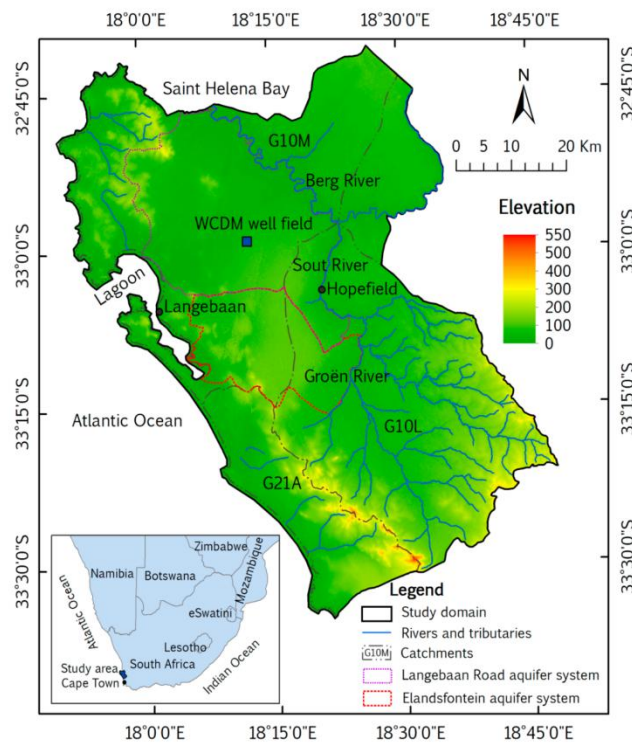 18°0'0"E 18°15'0"E 18°30'0"E 18°45'0"E
32°45'0"S
33°0'0"S
33°15'0"S
33°30'0"S
Saint Helena Bay
N
0 10 20 Km
G10M
Berg River
WCDM well field
Sout River
Hopefield
Lagoon
Langebaan
Groën River
Atlantic Ocean
G10L
G21A
Elevation
550
500
400
300
200
100
0
32°45'0"S
33°0'0"S
33°15'0"S
33°30'0"S
Zimbabwe
Mozambique
Namibia
Botswana
eSwatini
Atlantic Ocean
Lesotho
South Africa
Indian Ocean
Study area
Cape Town
Legend
Study domain
Rivers and tributaries
G10M Catchments
Langebaan Road aquifer system
Elandsfontein aquifer system
18°0'0"E 18°15'0"E 18°30'0"E 18°45'0"E